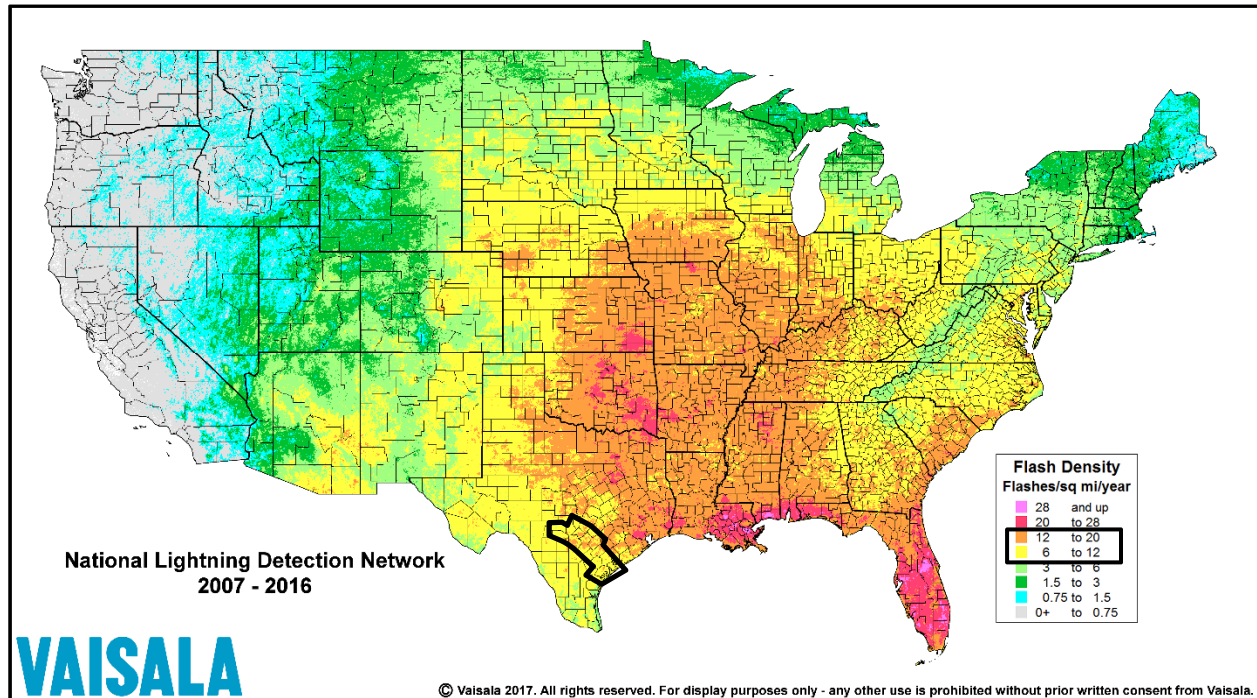 National Lightning Detection Network
2007 - 2016
Flash Density
Flashes/sq mi/year
28 and up
20 to 28
12 to 20
6 to 12
3 to 6
1.5 to 3
0.75 to 1.5
0+ to 0.75
VAISALA
© Vaisala 2017. All rights reserved. For display purposes only - any other use is prohibited without prior written consent from Vaisala.